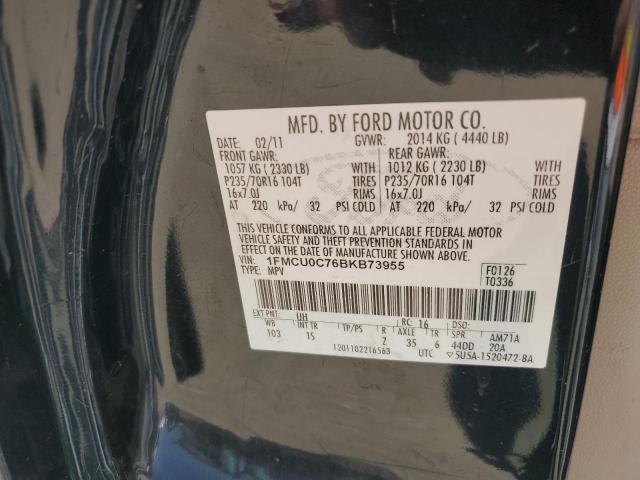 MFD. BY FORD MOTOR CO.
DATE: 02/11 GVWR: 2014 KG ( 4440 LB)
FRONT GAWR: REAR GAWR:
1057 KG ( 2330 LB) WITH 1012 KG ( 2230 LB) WITH
P235/70R16 104T TIRES P235/70R16 104T TIRES
16x7.0J RIMS 16x7.0J RIMS
AT 220 kPa/ 32 PSI COLD AT 220 kPa/ 32 PSI COLD
THIS VEHICLE CONFORMS TO ALL APPLICABLE FEDERAL MOTOR
VEHICLE SAFETY AND THEFT PREVENTION STANDARDS IN EFFECT ON THE
DATE OF MANUFACTURE SHOWN ABOVE.
VIN: 1FMCU0C76BKB73955
TYPE: MPV
F0126
T0336
EXT PNT: UH RC: 16 DSO:
WB INT TR TP/PS R AXLE TR SPR AM71A
103 1S Z 35 6 44DD 20A
1201102216563 UTC ▽5U5A-1520472-BA